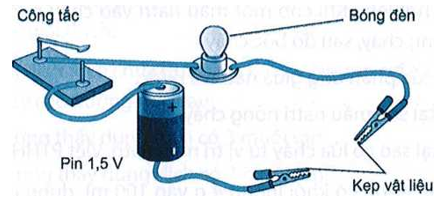 Công tắc
Bóng đèn
+
Pin 1,5 V
Kẹp vật liệu